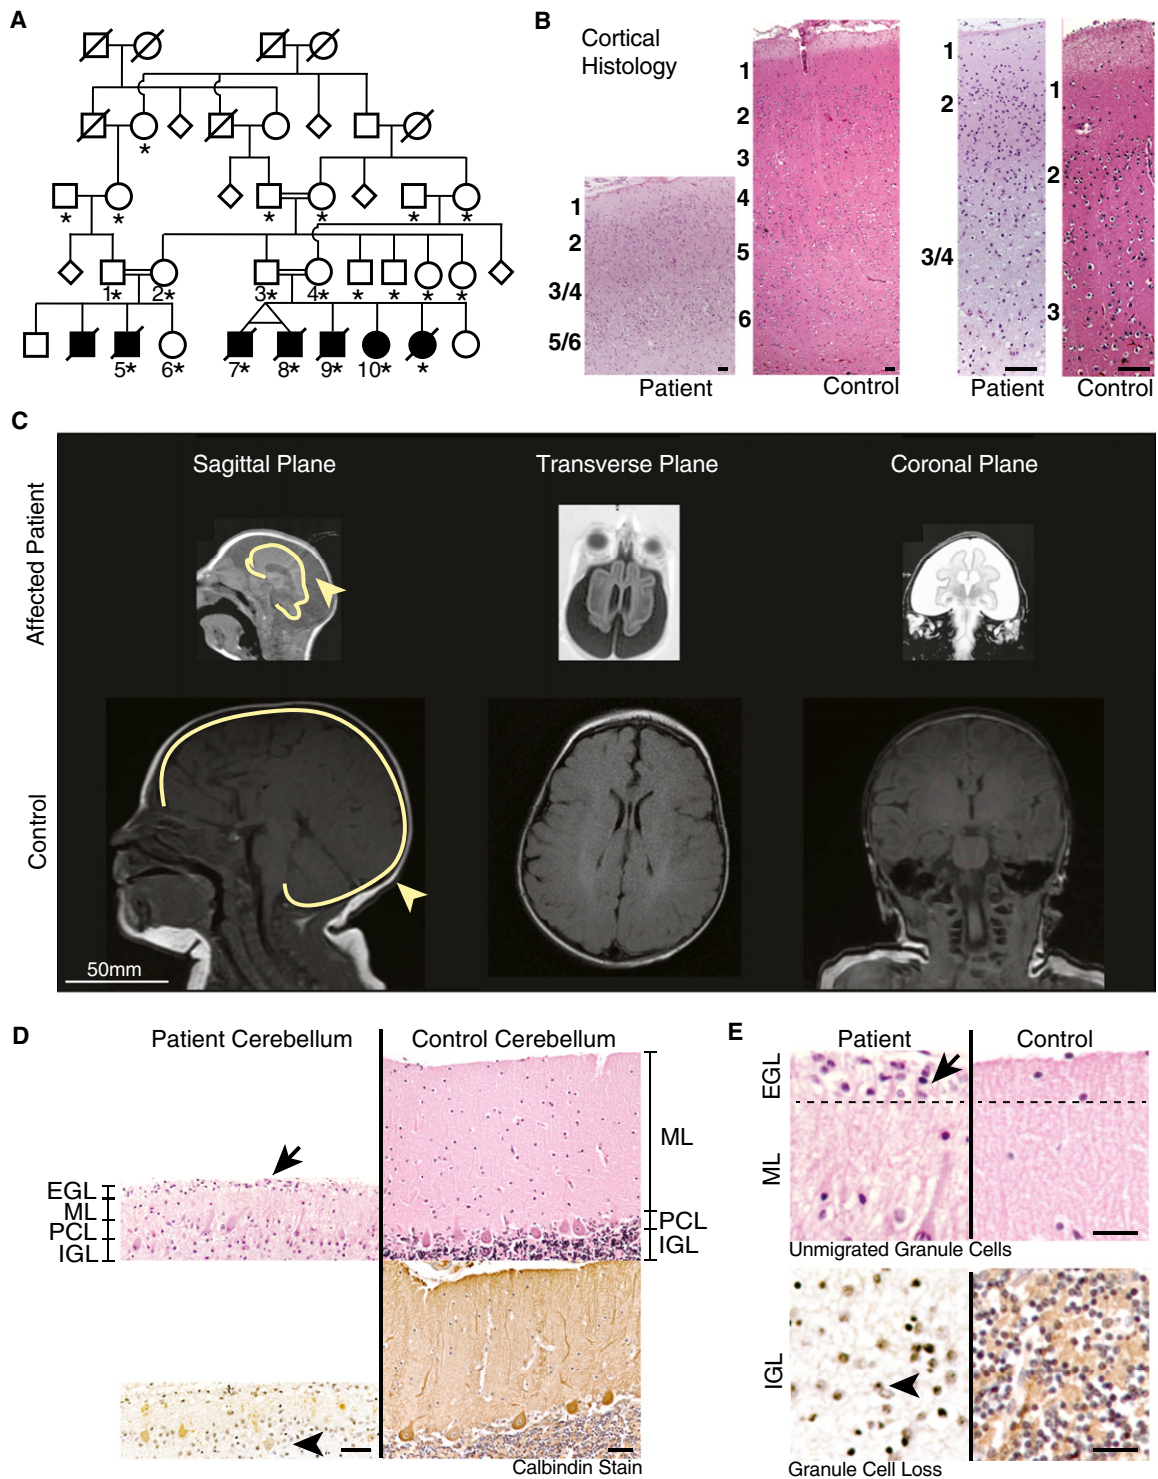 A
*
* * * * * *
1* 2* 3* 4* * * * *
5* 6* 7* 8* 9* 10* *
B
Cortical
Histology
1
2
3/4
5/6
Patient
1
2
3
4
5
6
Control
1
2
3/4
Patient
1
2
3
Control
C
Sagittal Plane
Transverse Plane
Coronal Plane
Affected Patient
Control
50mm
D
Patient Cerebellum
Control Cerebellum
EGL
ML
PCL
IGL
ML
PCL
IGL
Calbindin Stain
E
Patient
Control
EGL
ML
Unmigrated Granule Cells
IGL
Granule Cell Loss